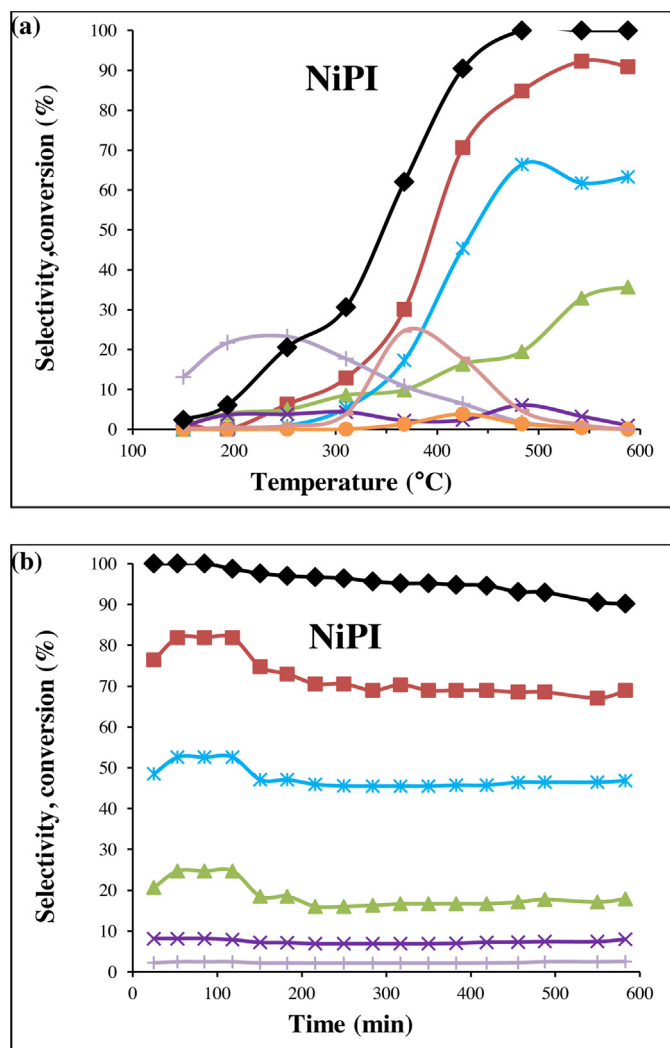 (a)
NiPI
Selectivity,conversion (%)
100
90
80
70
60
50
40
30
20
10
0
100 200 300 400 500 600
Temperature (°C)
(b)
NiPI
Selectivity, conversion (%)
100
90
80
70
60
50
40
30
20
10
0
0 100 200 300 400 500 600
Time (min)